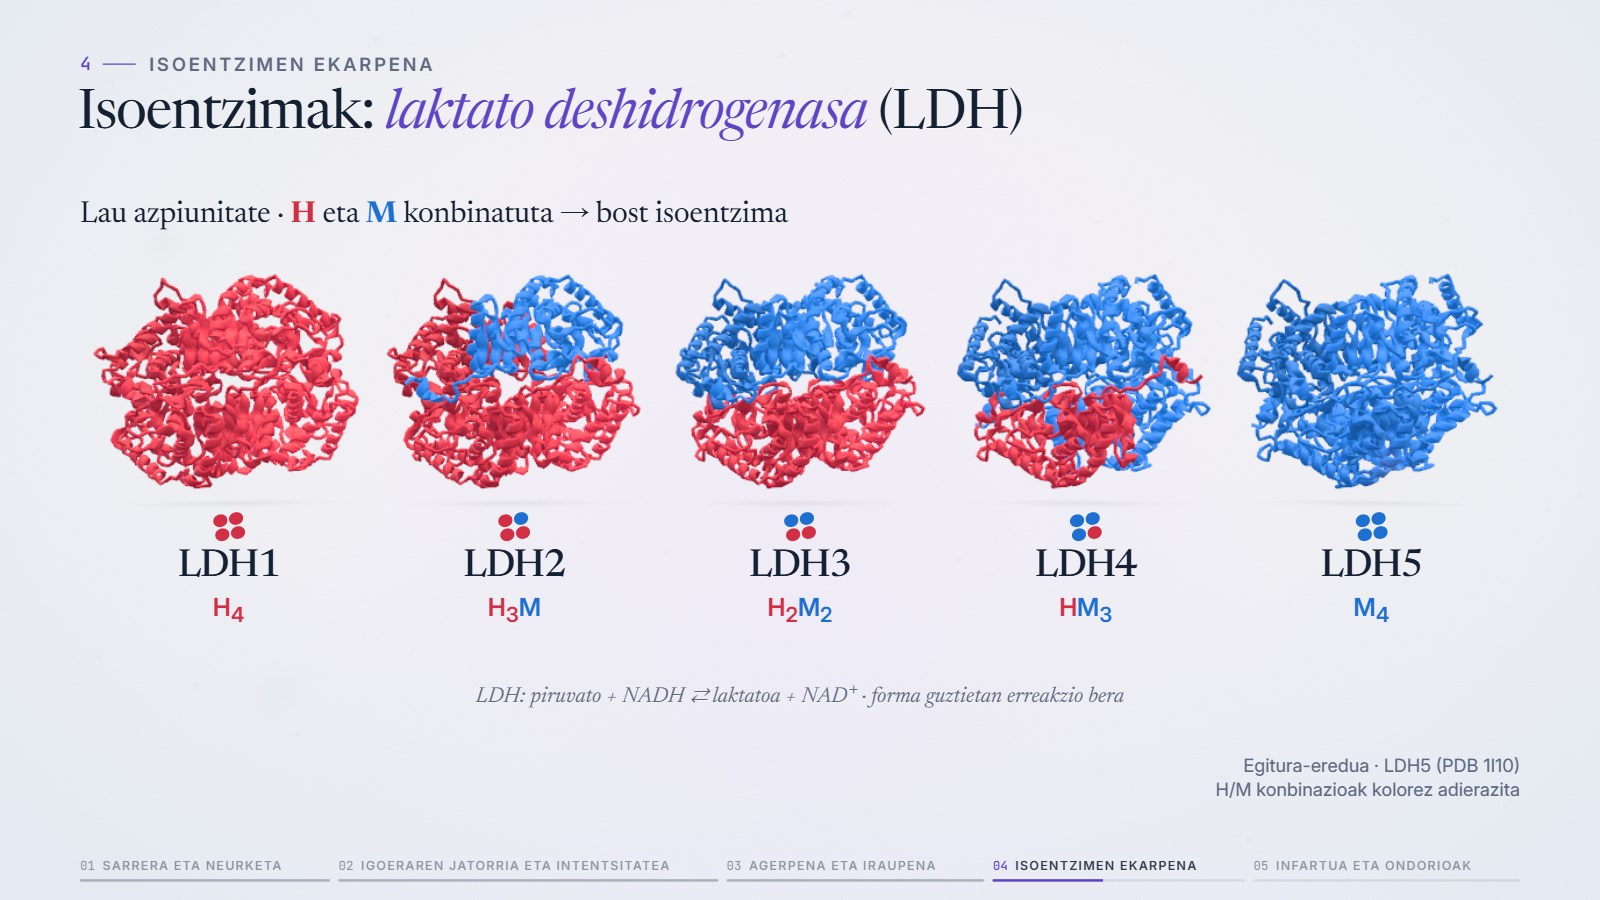 4 — ISOENTZIMEN EKARPENA
Isoentzimak: laktato deshidrogenasa (LDH)
Lau azpiunitate · H eta M konbinatuta → bost isoentzima
LDH1
H₄
LDH2
H₃M
LDH3
H₂M₂
LDH4
HM₃
LDH5
M₄
LDH: piruvato + NADH ⇄ laktatoa + NAD⁺ · forma guztietan erreakzio bera
Egitura-eredua · LDH5 (PDB 1I10)
H/M konbinazioak kolorez adierazita
01 SARRERA ETA NEURKETA
02 IGOERAREN JATORRIA ETA INTENTSITATEA
03 AGERPENA ETA IRAUPENA
04 ISOENTZIMEN EKARPENA
05 INFARTUA ETA ONDORIOAK